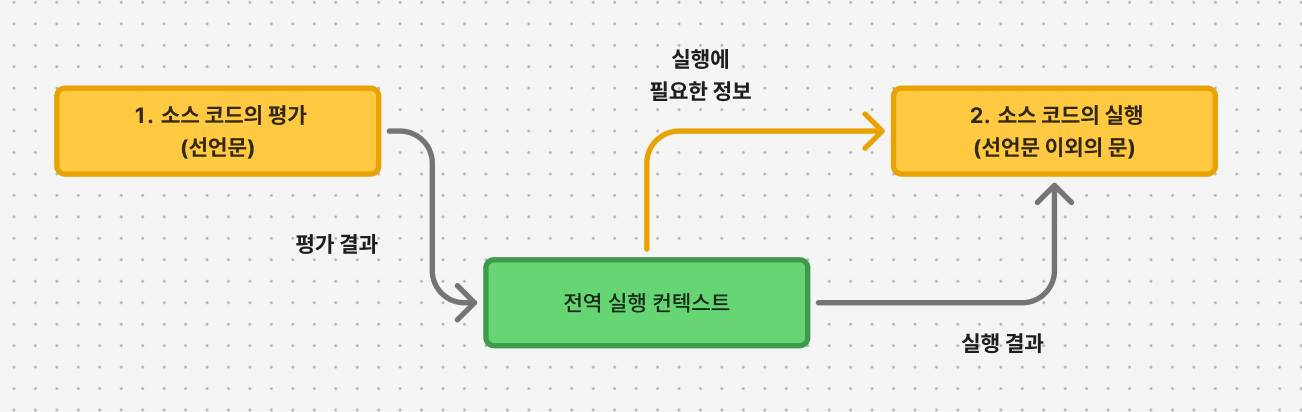 실행에
필요한 정보
1. 소스 코드의 평가
(선언문)
2. 소스 코드의 실행
(선언문 이외의 문)
평가 결과
전역 실행 컨텍스트
실행 결과